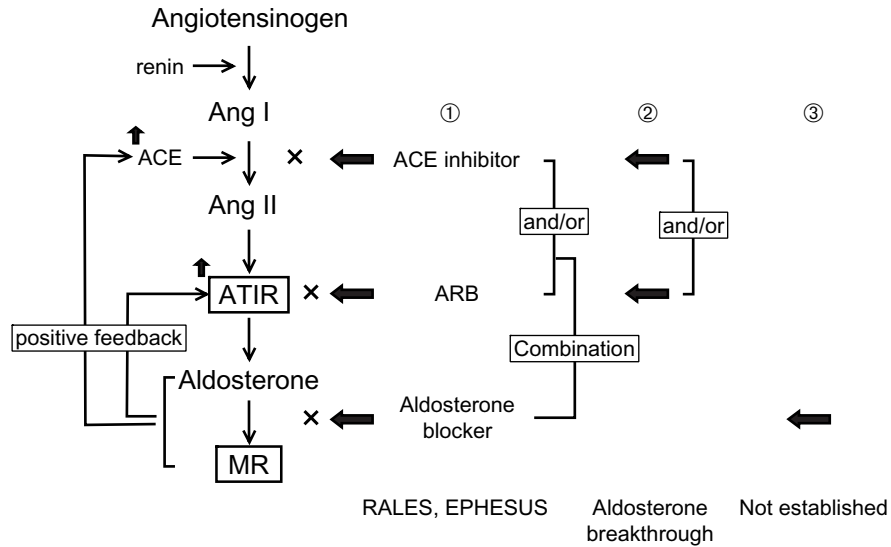 Angiotensinogen
renin
Ang I
① ② ③
ACE
ACE inhibitor
Ang II
and/or
and/or
ATIR
ARB
positive feedback
Combination
Aldosterone
Aldosterone
blocker
MR
RALES, EPHESUS
Aldosterone
breakthrough
Not established